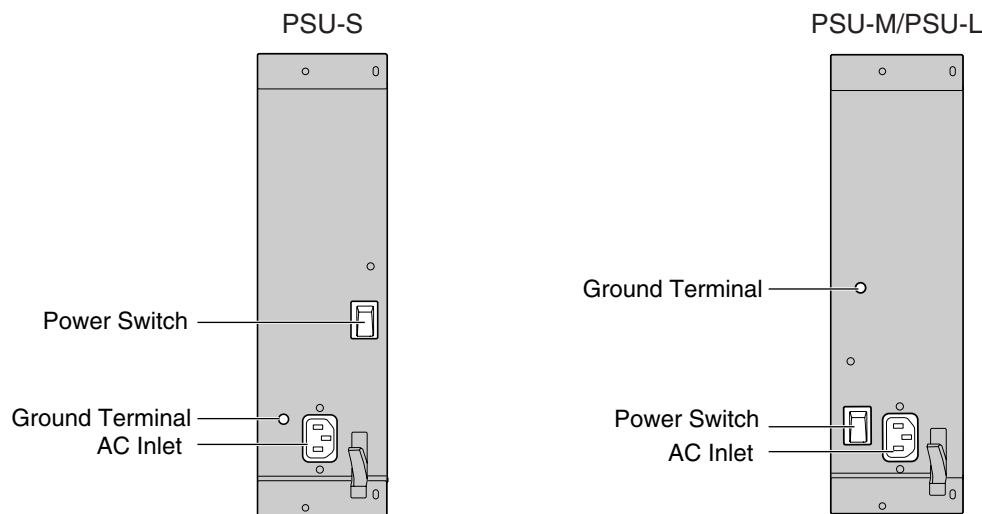 PSU-S
Power Switch
Ground Terminal
AC Inlet
PSU-M/PSU-L
Ground Terminal
Power Switch
AC Inlet